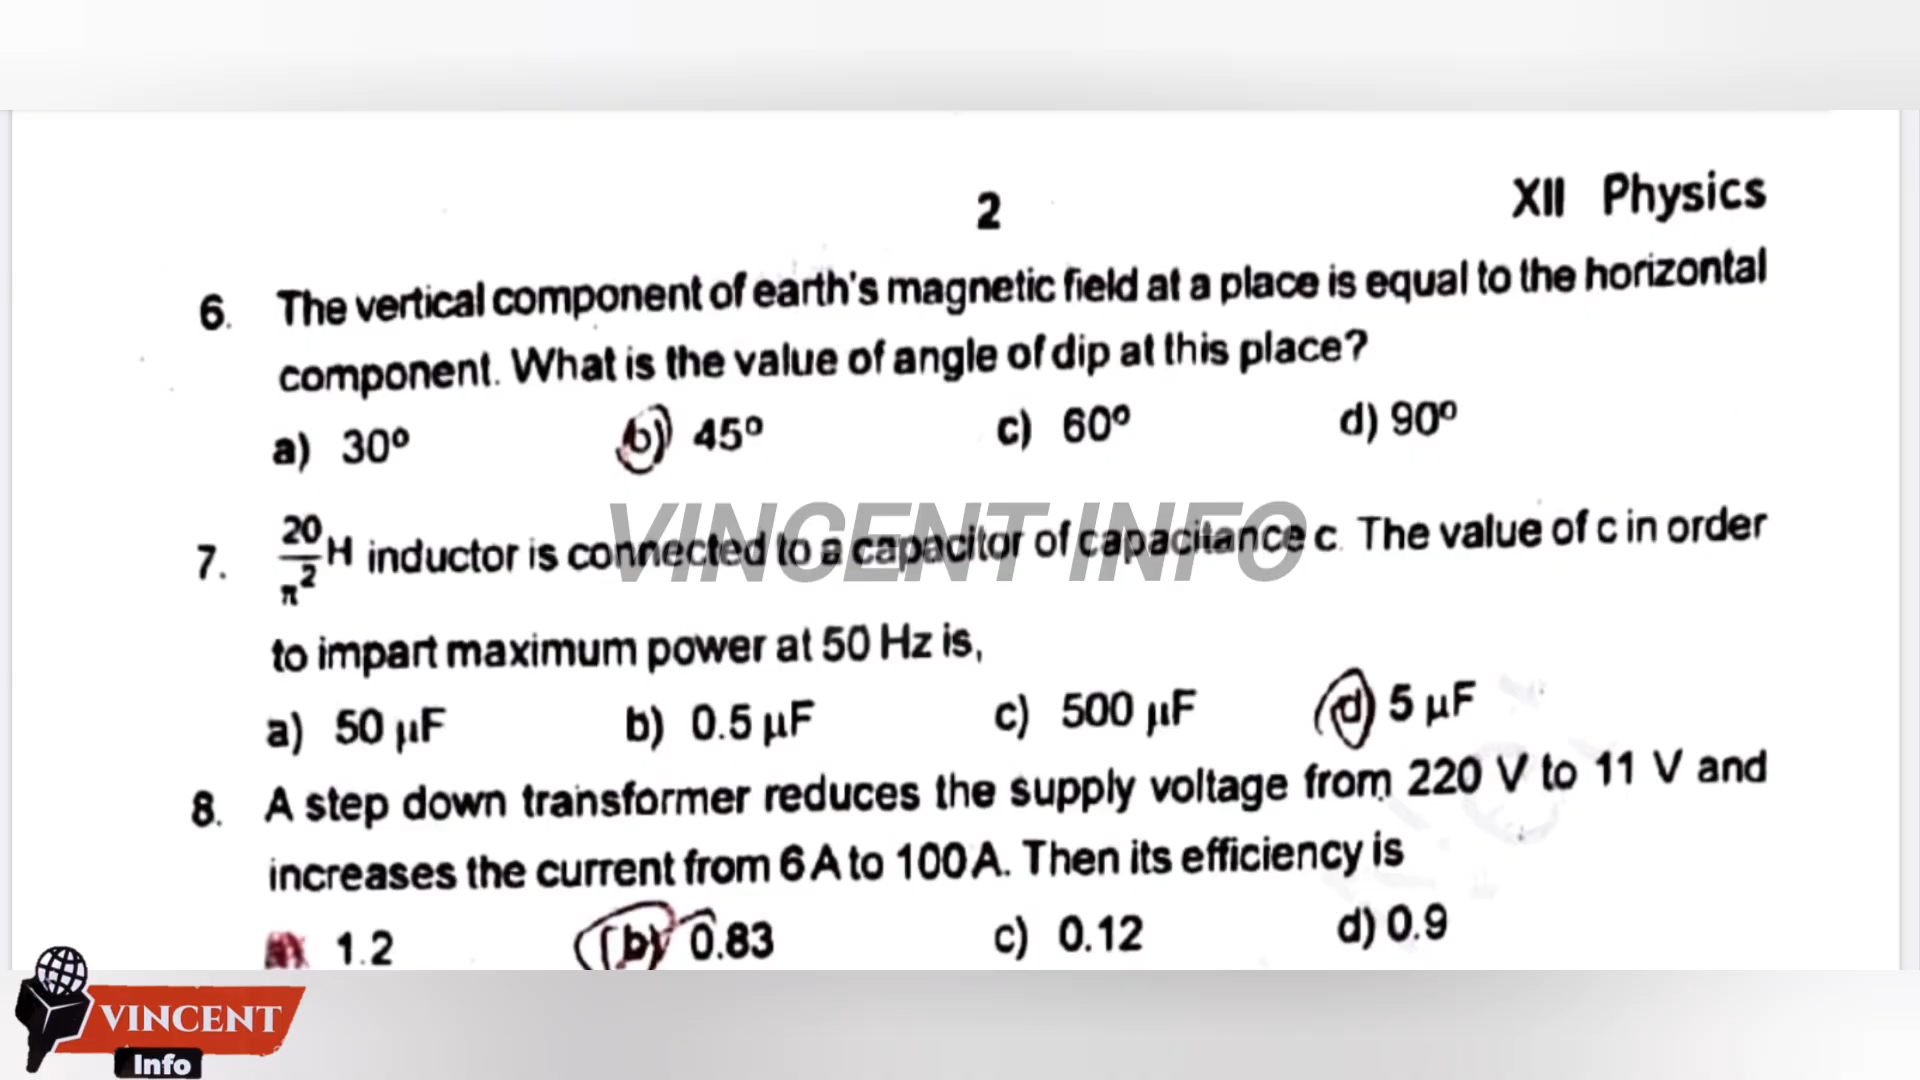 2
XII Physics
6. The vertical component of earth's magnetic field at a place is equal to the horizontal
component. What is the value of angle of dip at this place?
a) 30º b) 45º c) 60º d) 90º
VINCENT INFO
7. 20/π² H inductor is connected to a capacitor of capacitance c. The value of c in order
to impart maximum power at 50 Hz is,
a) 50 µF b) 0.5 µF c) 500 µF d) 5 µF
8. A step down transformer reduces the supply voltage from 220 V to 11 V and
increases the current from 6 A to 100 A. Then its efficiency is
a) 1.2 b) 0.83 c) 0.12 d) 0.9
VINCENT
Info